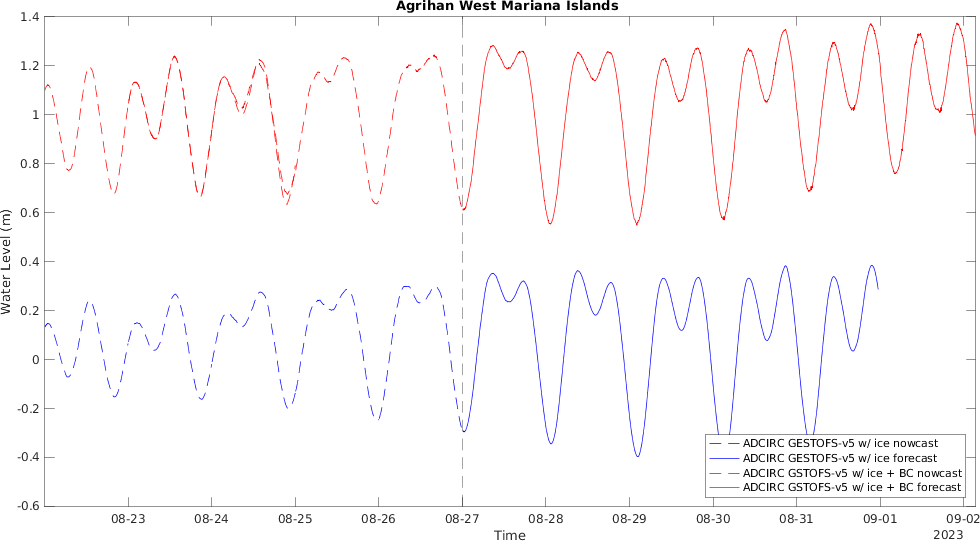 Agrihan West Mariana Islands
1.4
1.2
1
0.8
0.6
0.4
0.2
0
-0.2
-0.4
-0.6
Water Level (m)
ADCIRC GESTOFS-v5 w/ ice nowcast
ADCIRC GESTOFS-v5 w/ ice forecast
ADCIRC GSTOFS-v5 w/ ice + BC nowcast
ADCIRC GSTOFS-v5 w/ ice + BC forecast
08-23 08-24 08-25 08-26 08-27 08-28 08-29 08-30 08-31 09-01 09-02
Time 2023